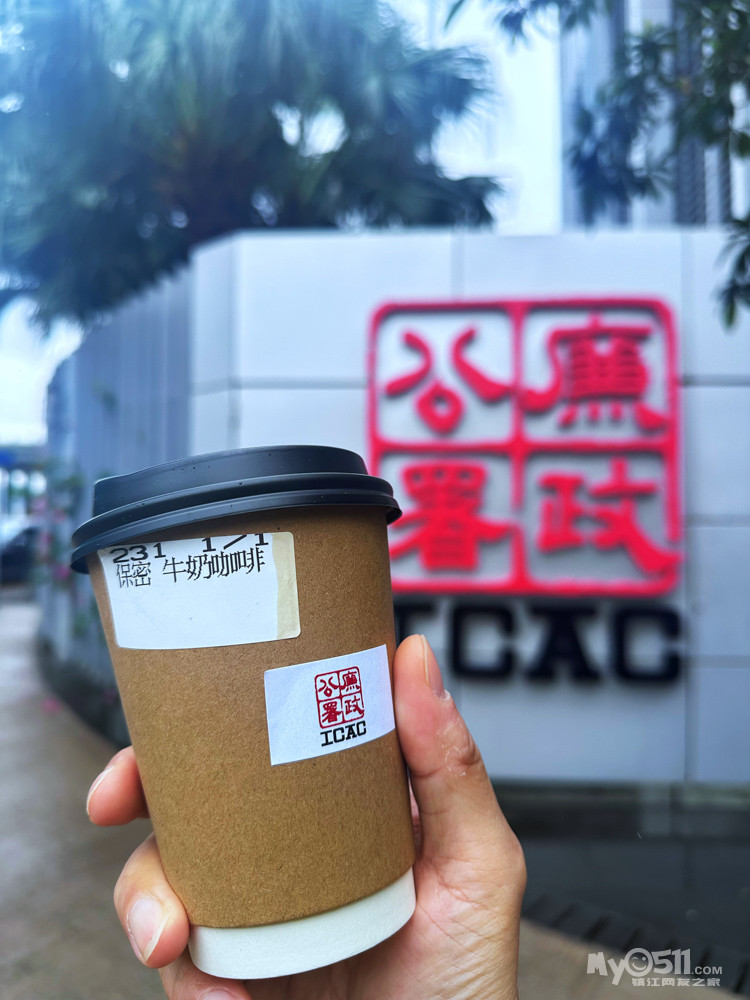 公廉
署政
ICAC
231 1/1
保密 牛奶咖啡
公廉
署政
ICAC
MY0511.COM
镇江网友之家